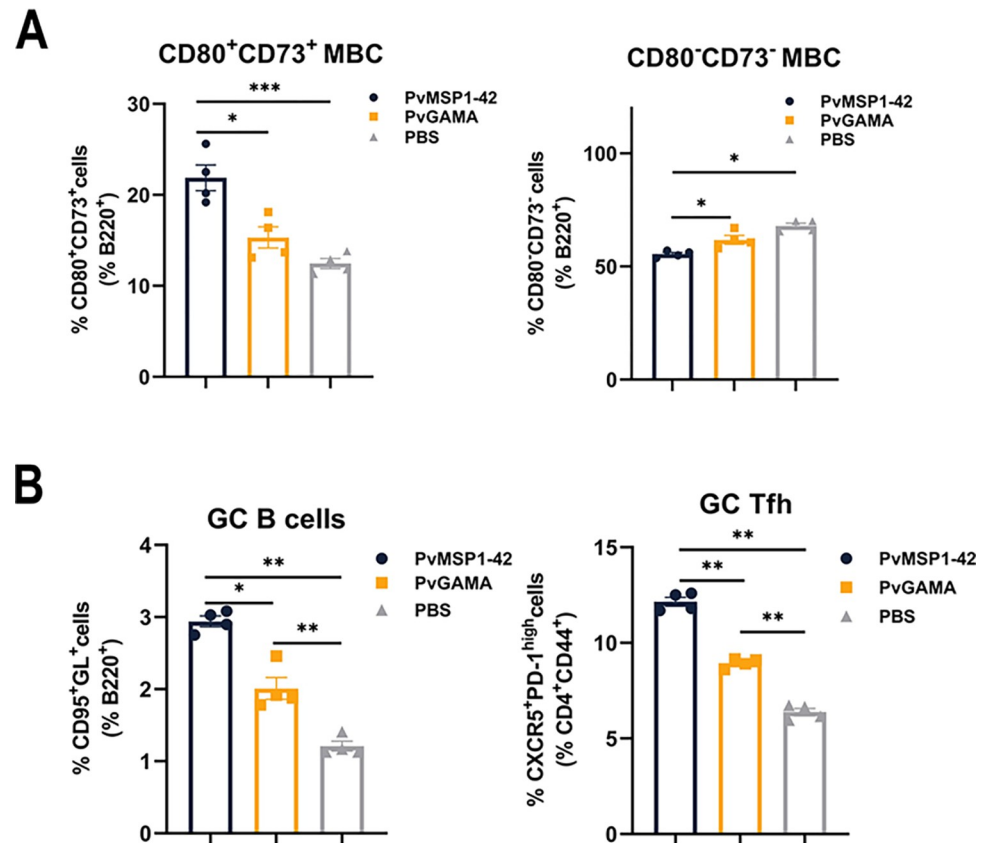 A
CD80⁺CD73⁺ MBC
***
*
PvMSP1-42
PvGAMA
PBS
30
20
10
0
% CD80⁺CD73⁺cells
(% B220⁺)
CD80⁻CD73⁻ MBC
PvMSP1-42
PvGAMA
PBS
*
*
100
50
0
% CD80⁻CD73⁻ cells
(% B220⁺)
B
GC B cells
**
*
**
PvMSP1-42
PvGAMA
PBS
4
3
2
1
0
% CD95⁺GL⁺cells
(% B220⁺)
GC Tfh
**
**
**
PvMSP1-42
PvGAMA
PBS
15
10
5
0
% CXCR5⁺PD-1ʰⁱᵍʰcells
(% CD4⁺CD44⁺)